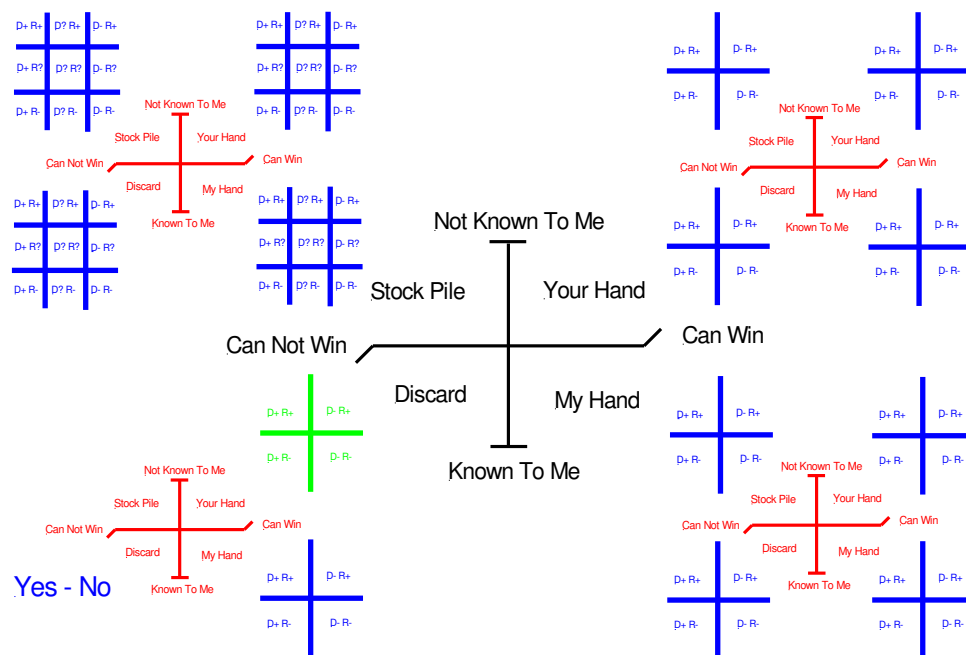 D+ R+ D? R+ D- R+
D+ R? D? R? D- R?
D+ R- D? R- D- R-
D+ R+ D? R+ D- R+
D+ R? D? R? D- R?
D+ R- D? R- D- R-
Not Known To Me
Stock Pile Your Hand
Can Not Win Can Win
Discard My Hand
Known To Me
D+ R+ D? R+ D- R+
D+ R? D? R? D- R?
D+ R- D? R- D- R-
D+ R+ D? R+ D- R+
D+ R? D? R? D- R?
D+ R- D? R- D- R-
D+ R+ D- R+
D+ R- D- R-
D+ R+ D- R+
D+ R- D- R-
Not Known To Me
Stock Pile Your Hand
Can Not Win Can Win
Discard My Hand
Known To Me
D+ R+ D- R+
D+ R- D- R-
D+ R+ D- R+
D+ R- D- R-
Not Known To Me
Stock Pile Your Hand
Can Not Win Can Win
Discard My Hand
Known To Me
D+ R+ D- R+
D+ R- D- R-
Not Known To Me
Stock Pile Your Hand
Can Not Win Can Win
Discard My Hand
Known To Me
Yes - No
D+ R+ D- R+
D+ R- D- R-
D+ R+ D- R+
D+ R- D- R-
D+ R+ D- R+
D+ R- D- R-
Not Known To Me
Stock Pile Your Hand
Can Not Win Can Win
Discard My Hand
Known To Me
D+ R+ D- R+
D+ R- D- R-
D+ R+ D- R+
D+ R- D- R-